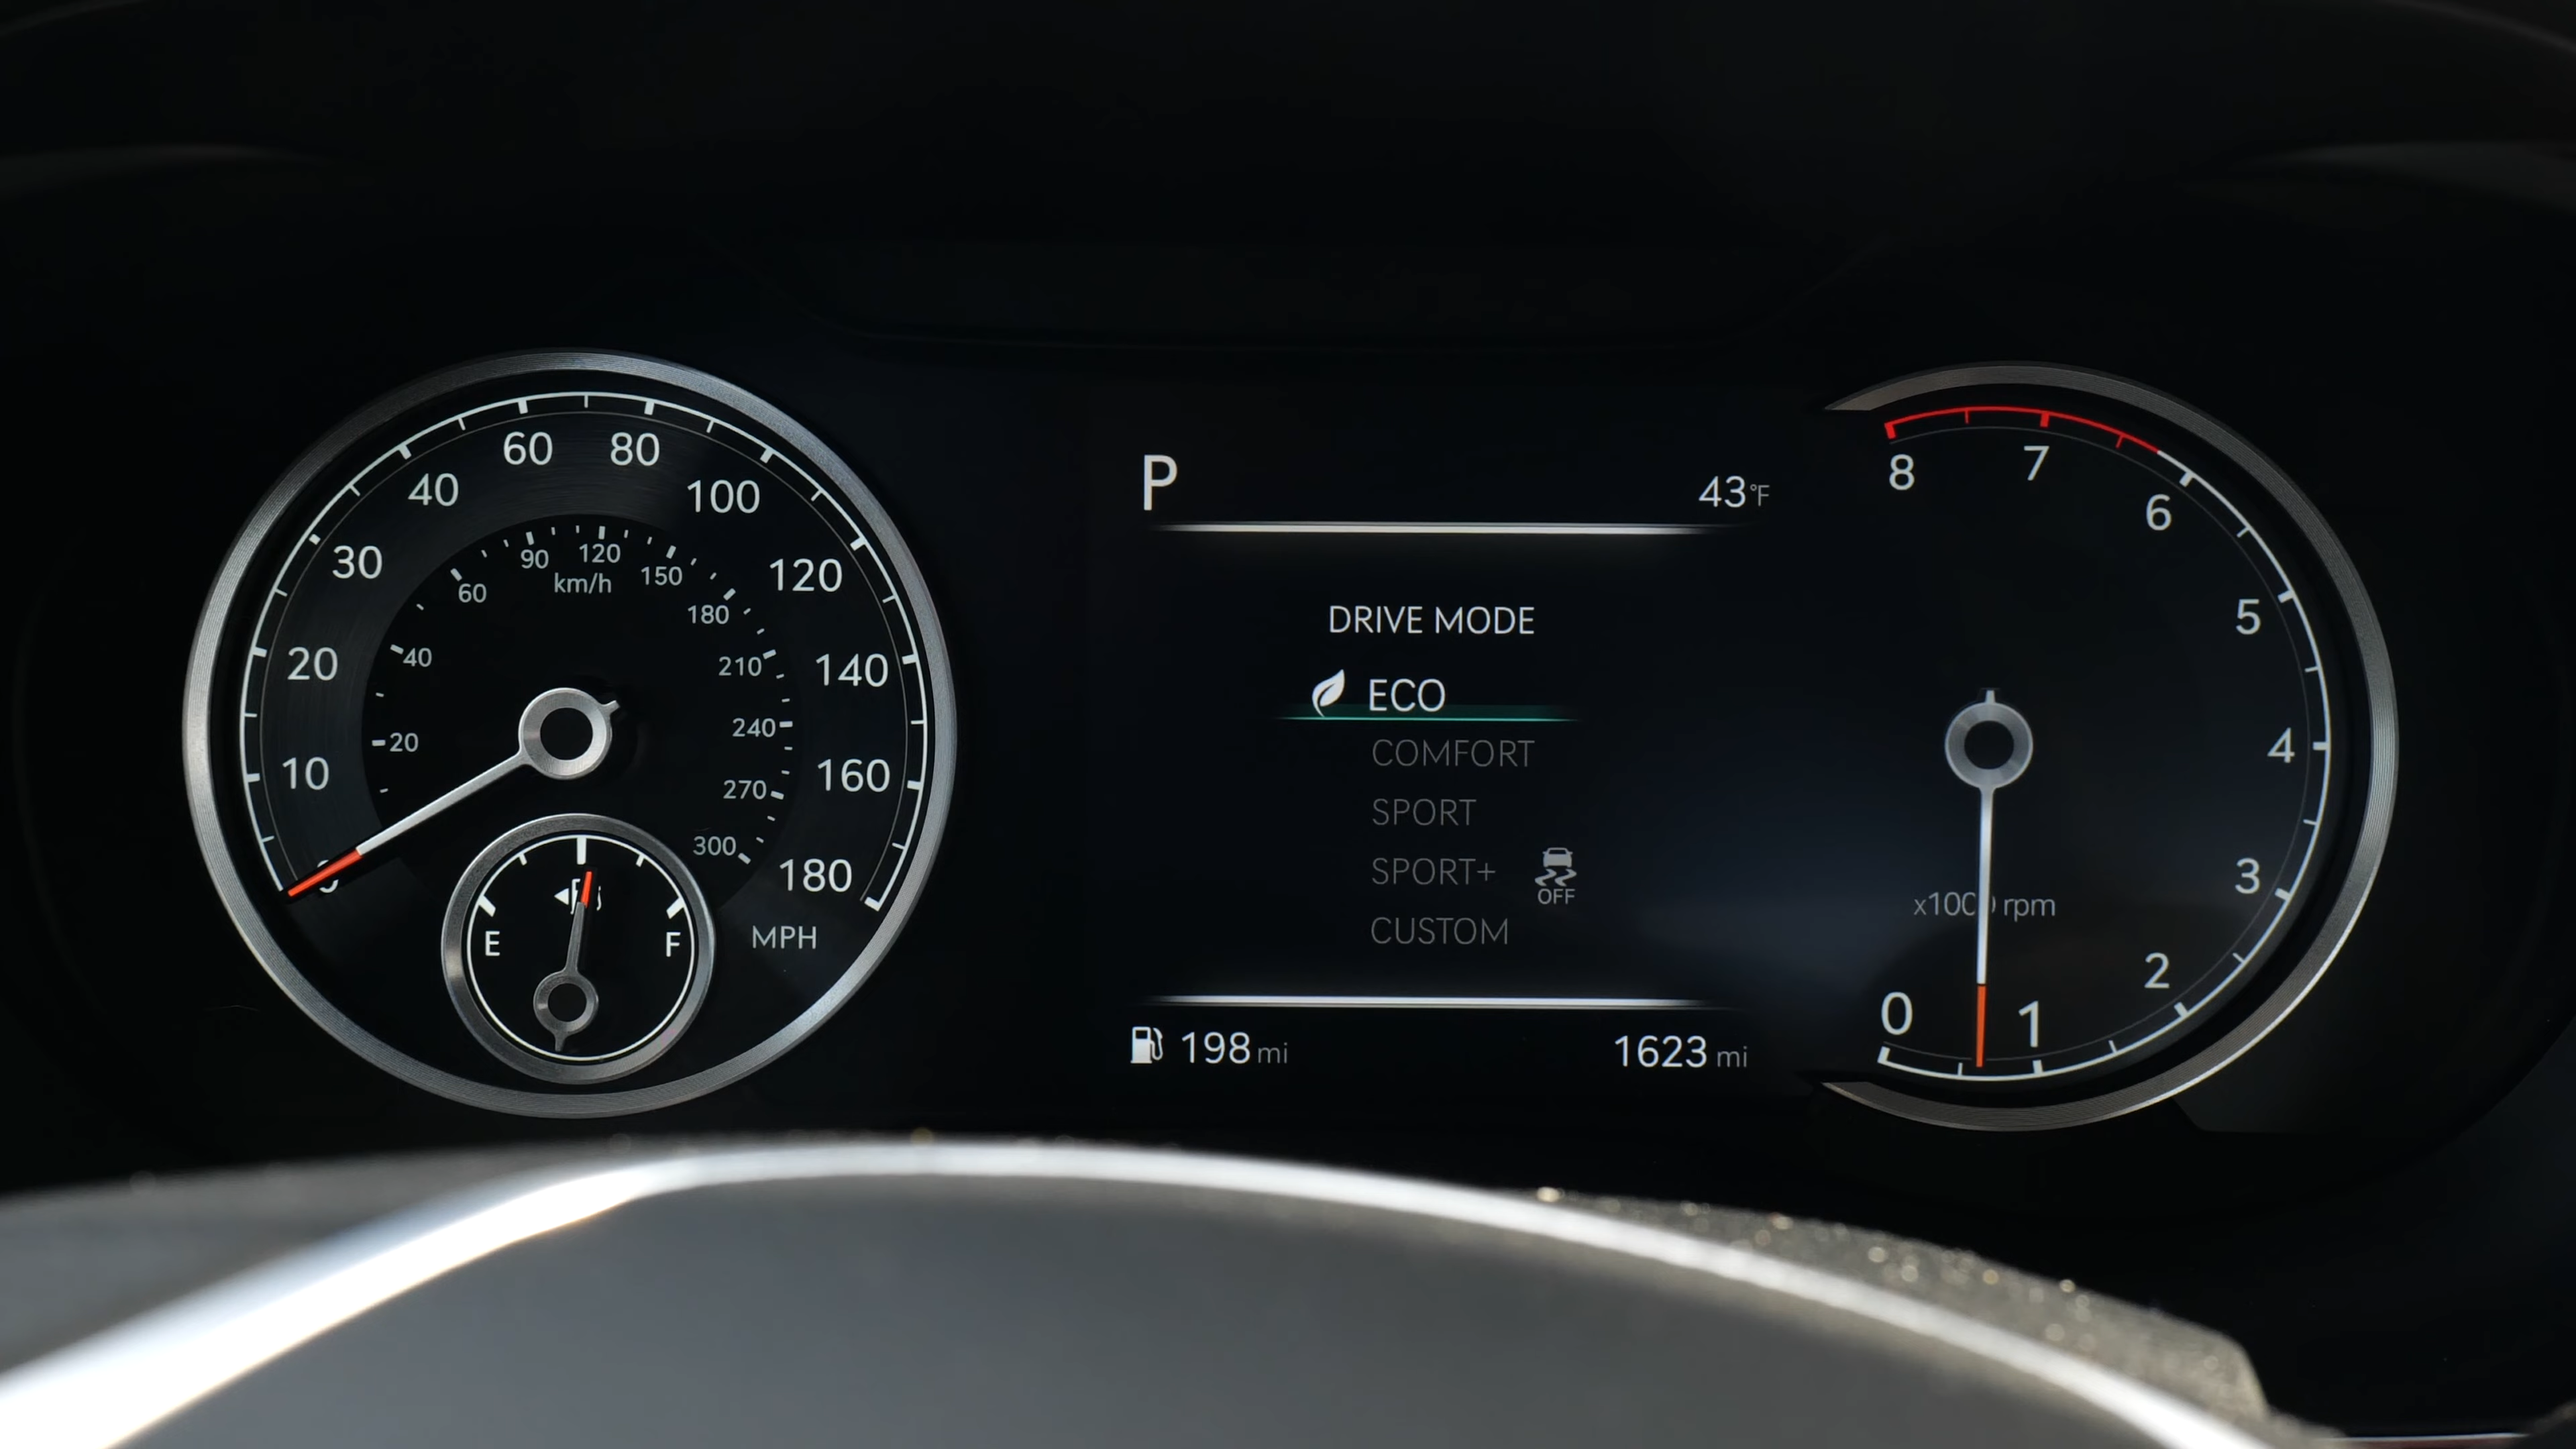 60 80
40 100
30 120
20 140
10 160
0 180
MPH
90 120 150
km/h
60 180
40 210
20 240
270
300
E F
P 43°F
DRIVE MODE
ECO
COMFORT
SPORT
SPORT+ OFF
CUSTOM
198 mi 1623 mi
8 7
6
5
4
3
x1000 rpm
2
0 1